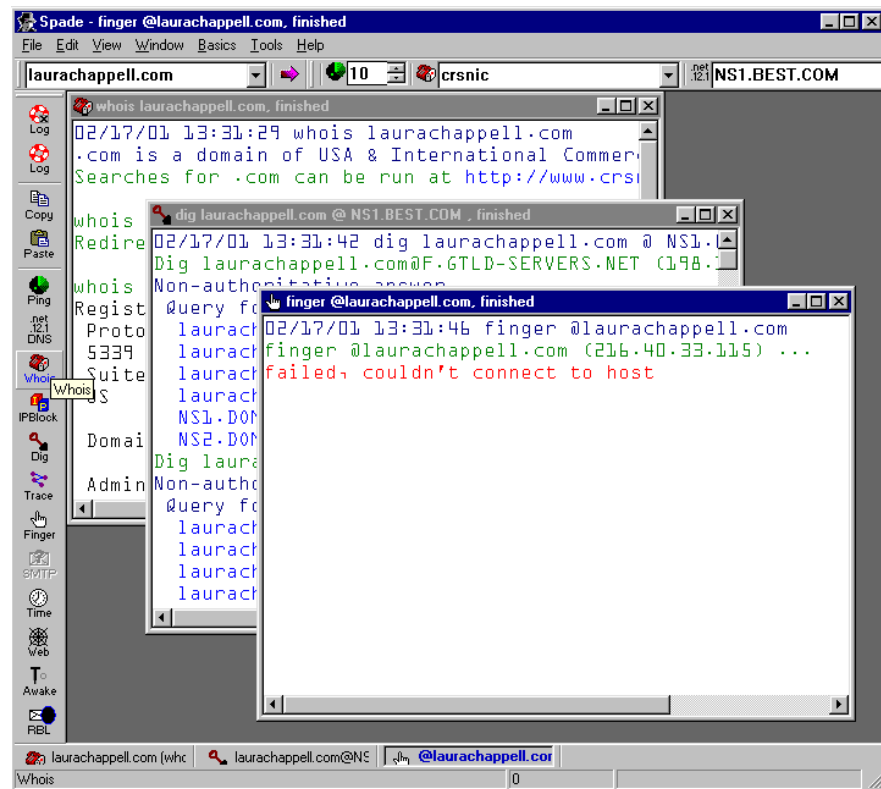 Spade - finger @laurachappell.com, finished
File Edit View Window Basics Tools Help
laurachappell.com 10 crsnic .net 12.1 NS1.BEST.COM
Log
Log
Copy
Paste
Ping
.net
.12.1
DNS
Whois
Whois
IPBlock
Dig
Trace
Finger
SMTP
Time
Web
Awake
RBL
whois laurachappell.com, finished
02/17/01 13:31:29 whois laurachappell.com
.com is a domain of USA & International Commer
Searches for .com can be run at http://www.crsn
whois
Redire
whois
Regist
Proto
5339
Suite
US
Domai
Admin
dig laurachappell.com @ NS1.BEST.COM , finished
02/17/01 13:31:42 dig laurachappell.com @ NS1.
Dig laurachappell.com@F.GTLD-SERVERS.NET (198.
Non-authoritative answer
Query fo
laurach
laurach
laurach
laurach
NS1.DOM
NS2.DOM
Dig laura
Non-autho
Query fo
laurach
laurach
laurach
laurach
finger @laurachappell.com, finished
02/17/01 13:31:46 finger @laurachappell.com
finger @laurachappell.com (216.40.33.115) ...
failed, couldn't connect to host
laurachappell.com (whc laurachappell.com@NS @laurachappell.cor
Whois 0